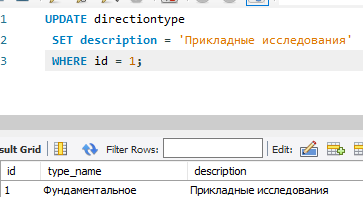 1 UPDATE directiontype
2 SET description = 'Прикладные исследования'
3 WHERE id = 1;
sult Grid Filter Rows: Edit:
id type_name description
1 Фундаментальное Прикладные исследования